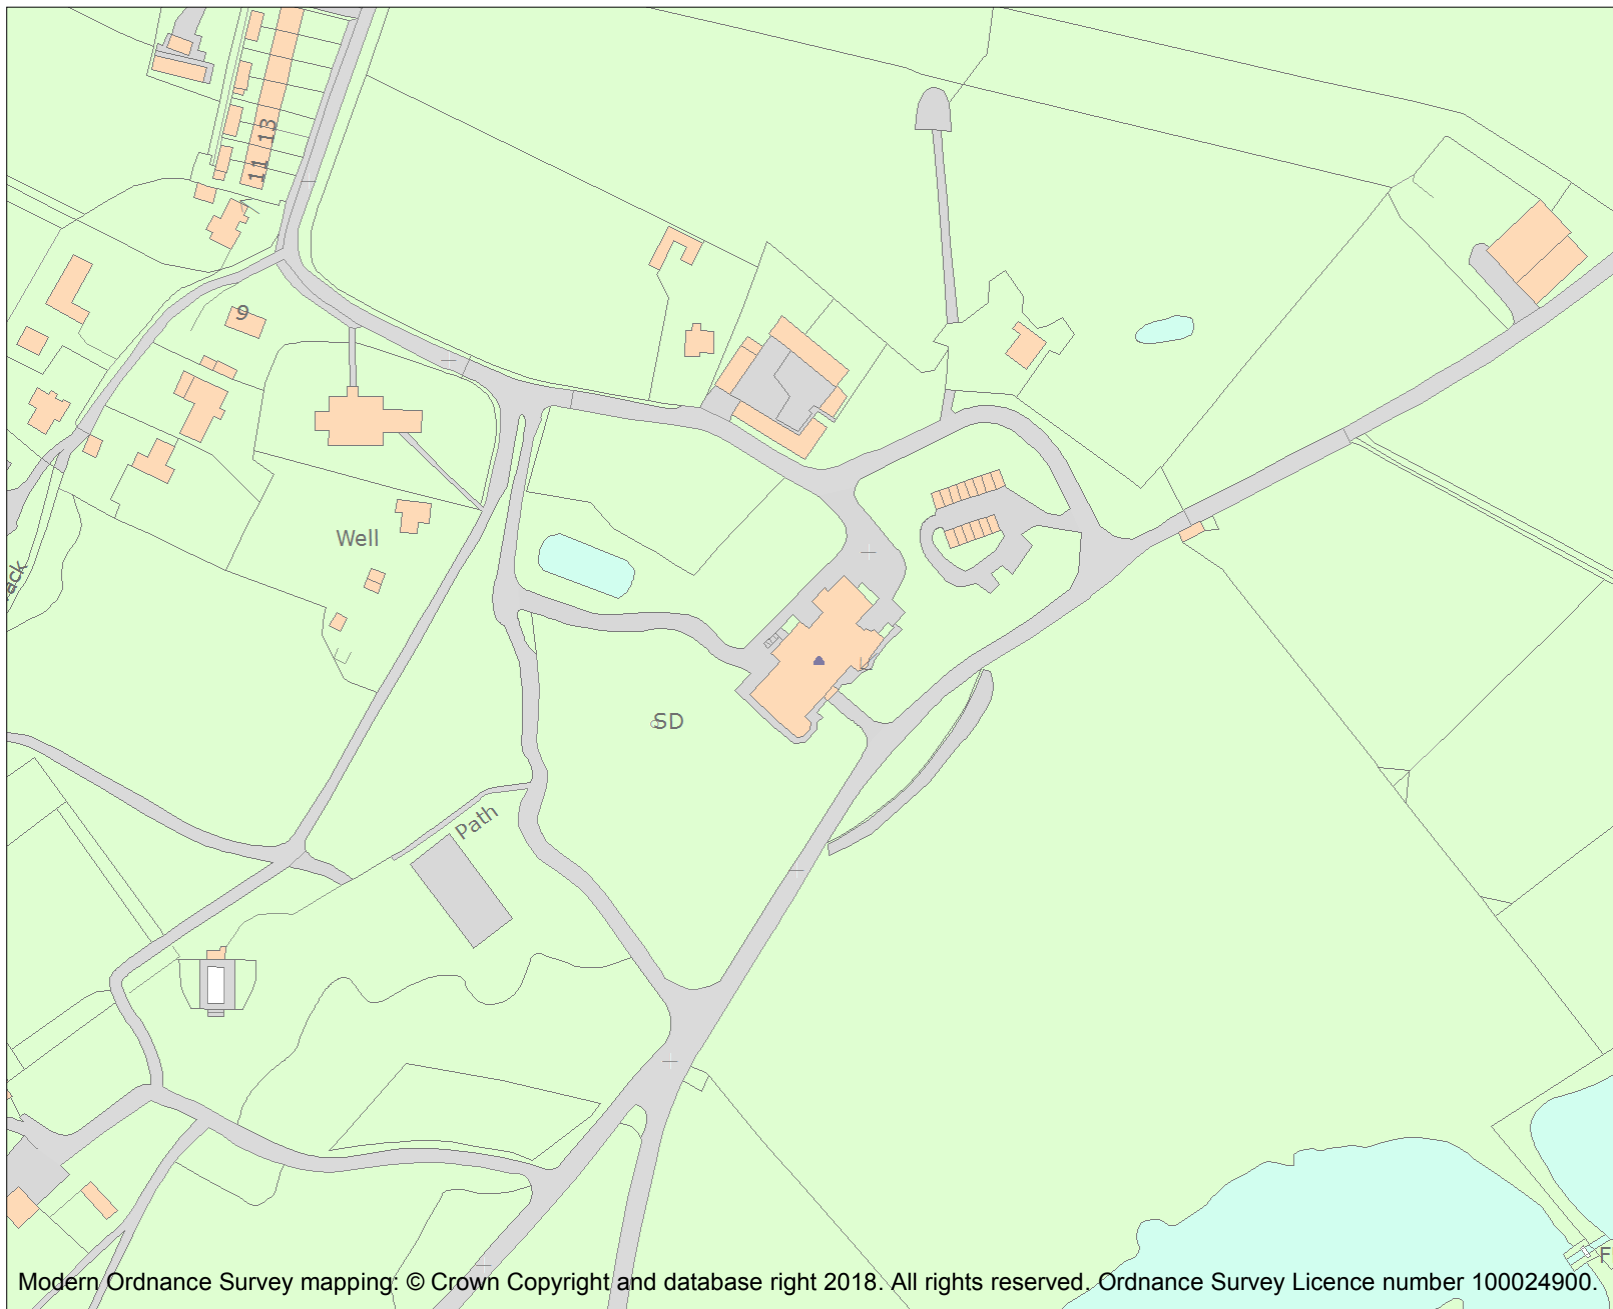 13
11
9
Well
ack
SD
Path
Modern Ordnance Survey mapping: © Crown Copyright and database right 2018. All rights reserved. Ordnance Survey Licence number 100024900.